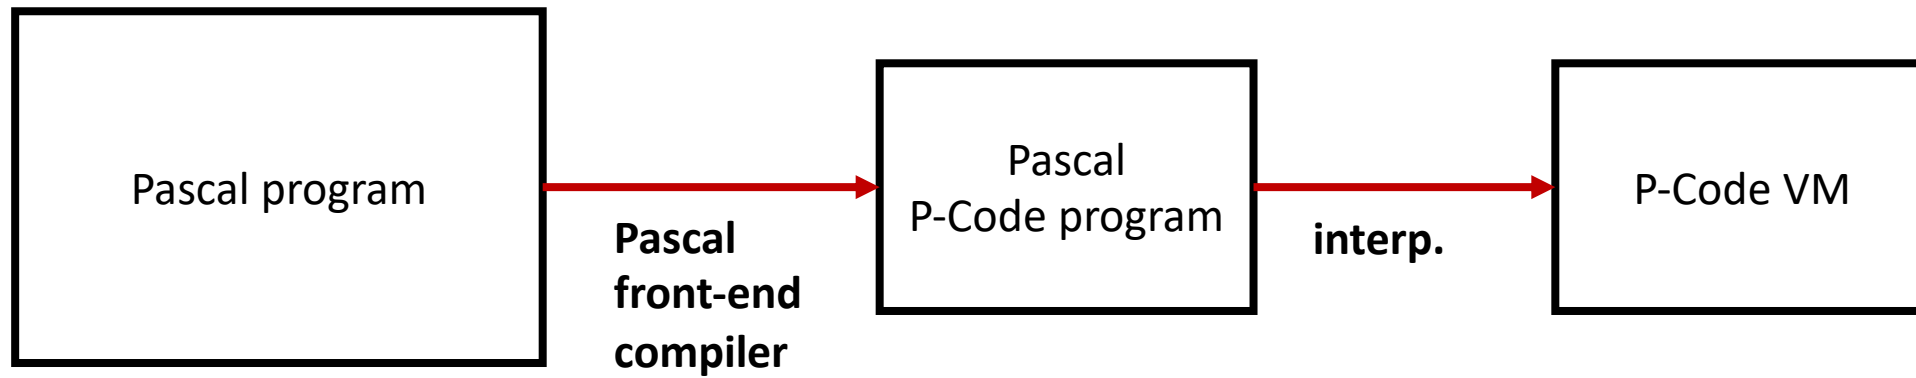 Pascal program
Pascal
front-end
compiler
Pascal
P-Code program
interp.
P-Code VM